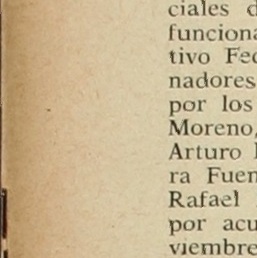 ciales d
funciona
tivo Fed
nadores
por los
Moreno,
Arturo
ra Fuen
Rafael
por acu
viembre